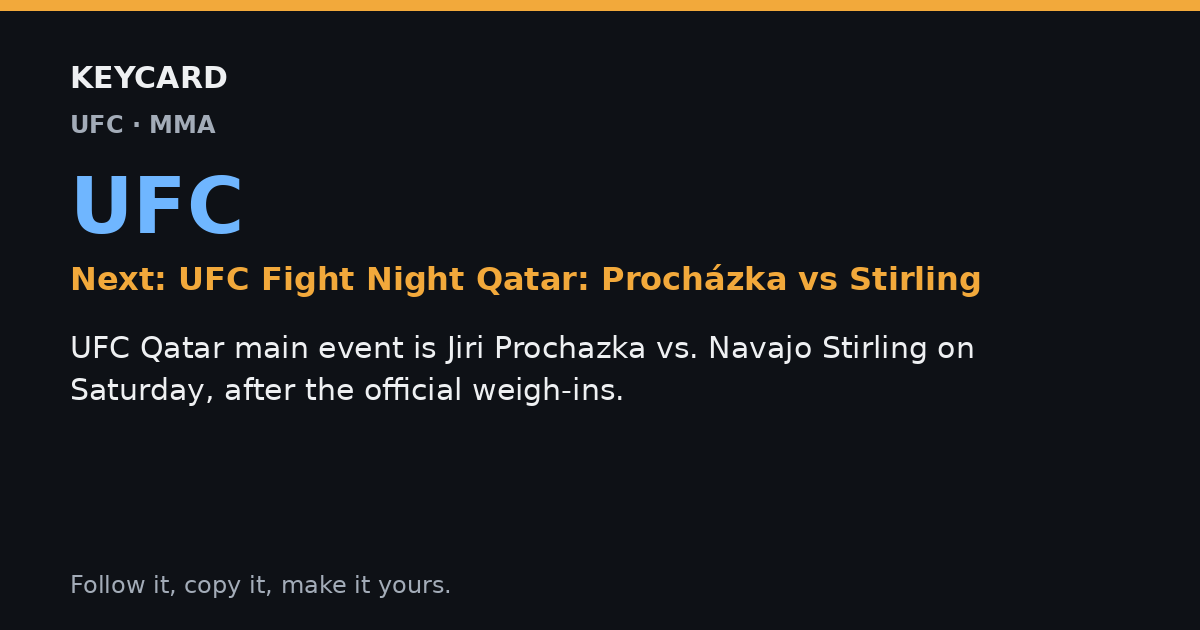 KEYCARD
UFC · MMA
UFC
Next: UFC Fight Night Qatar: Procházka vs Stirling
UFC Qatar main event is Jiri Prochazka vs. Navajo Stirling on
Saturday, after the official weigh-ins.
Follow it, copy it, make it yours.